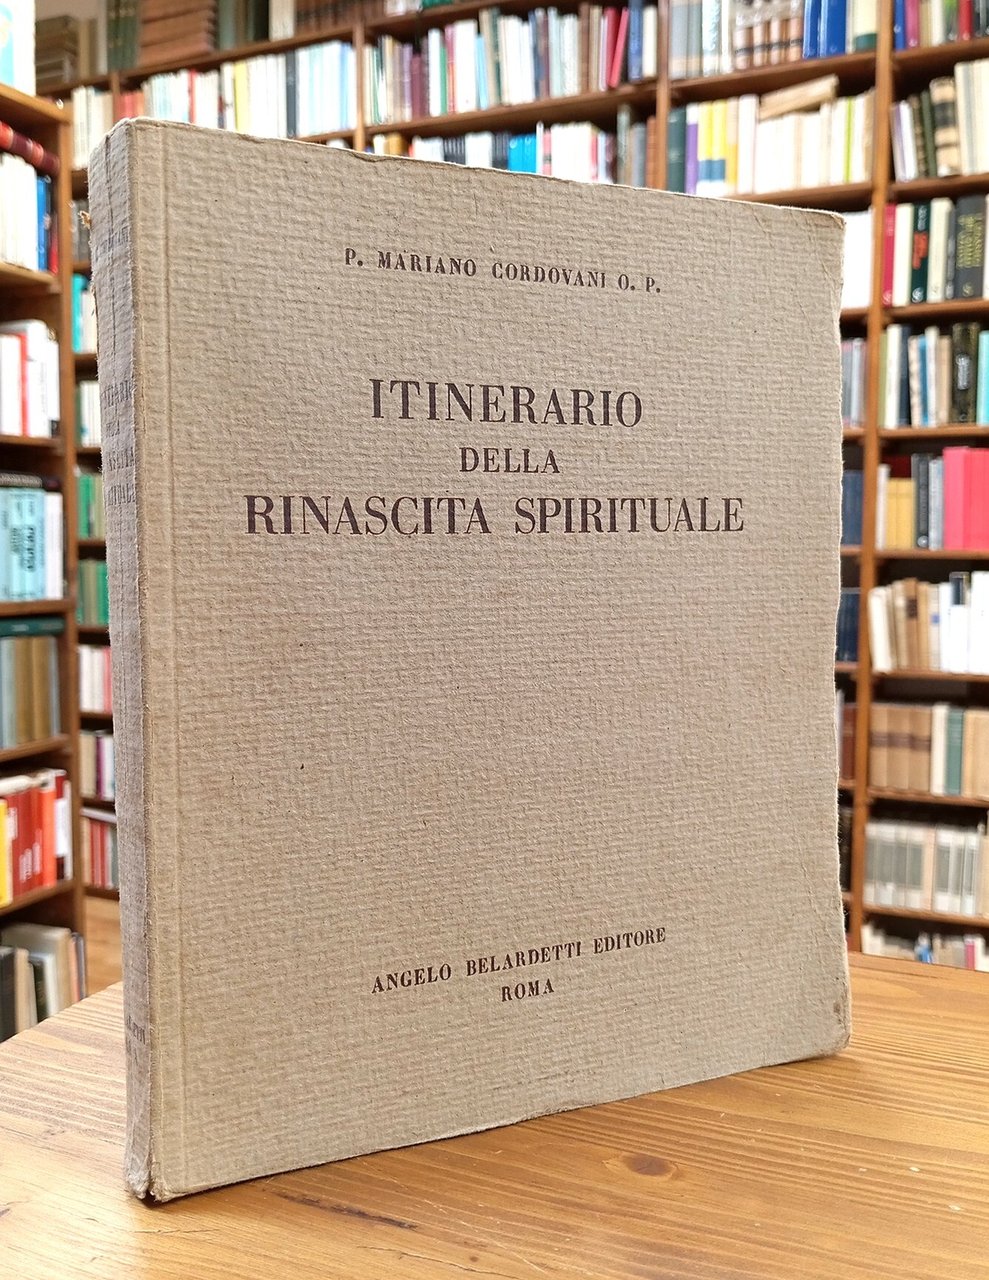 P. MARIANO CORDOVANI O. P.
ITINERARIO
DELLA
RINASCITA SPIRITUALE
ANGELO BELARDETTI EDITORE
ROMA